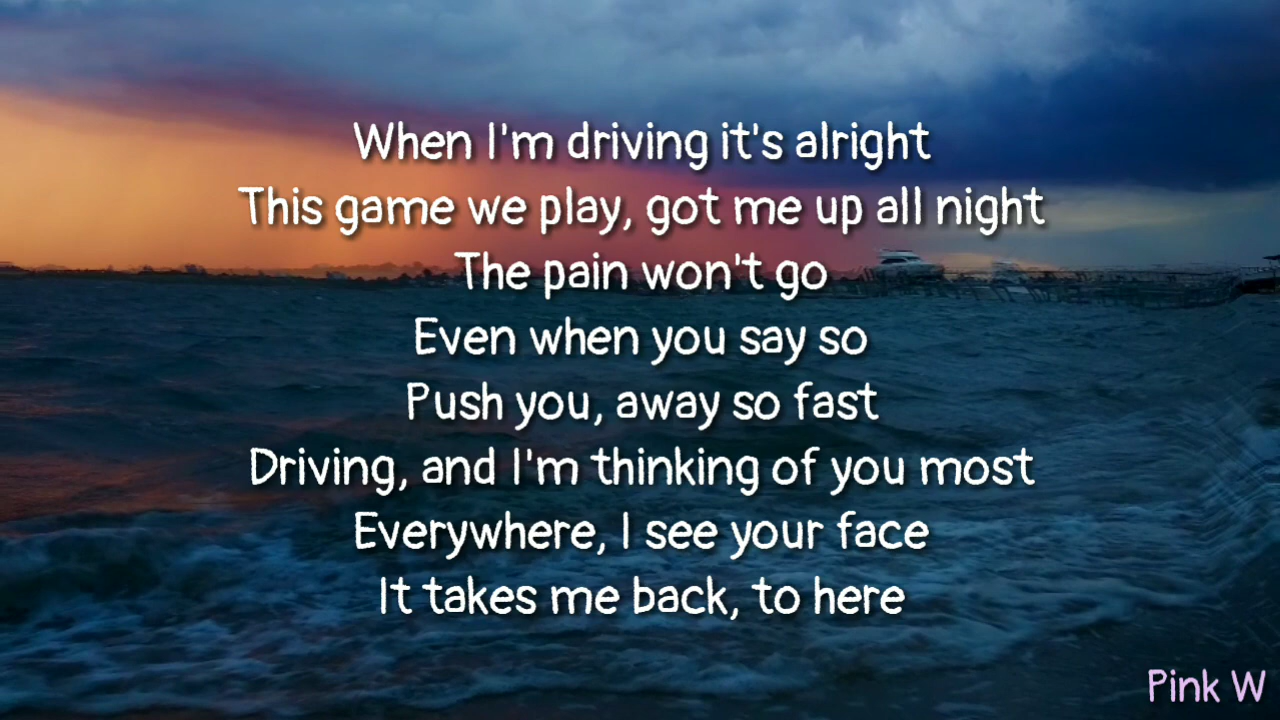 When I'm driving it's alright
This game we play, got me up all night
The pain won't go
Even when you say so
Push you, away so fast
Driving, and I'm thinking of you most
Everywhere, I see your face
It takes me back, to here
Pink W